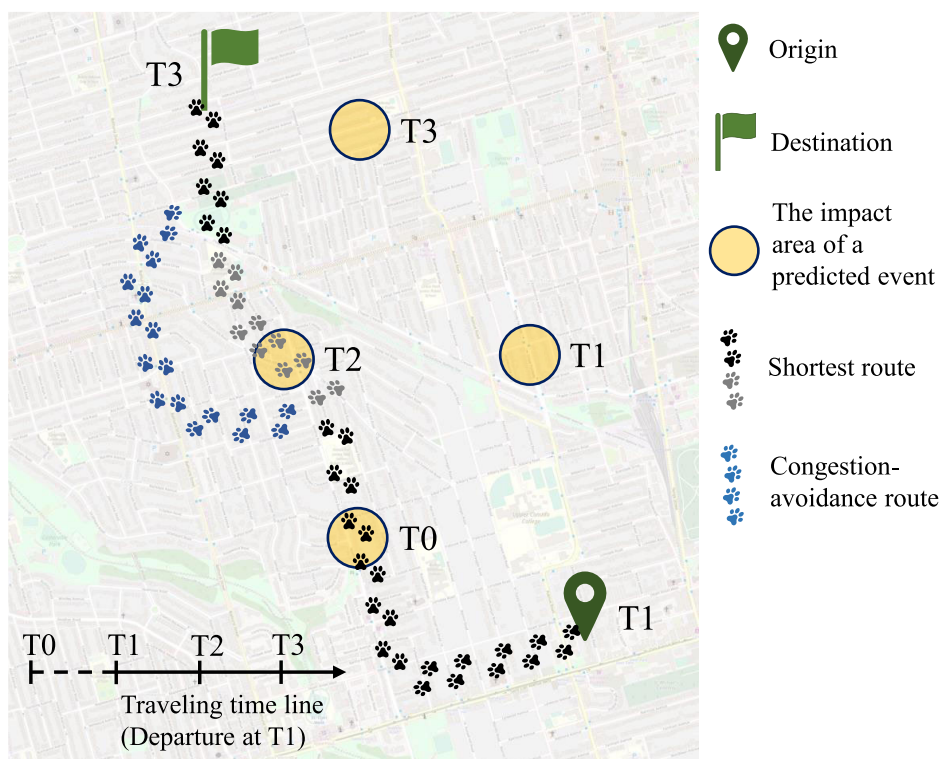 T3
T3
T2
T1
T0
T1
T0
T1
T2
T3
Traveling time line
(Departure at T1)
Origin
Destination
The impact
area of a
predicted event
Shortest route
Congestion-
avoidance route